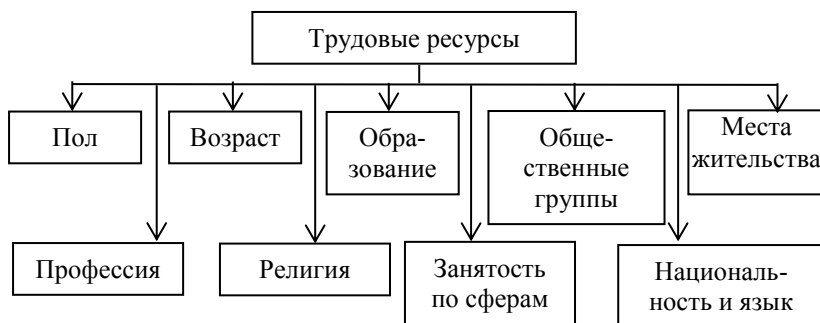 Трудовые ресурсы
Пол
Возраст
Обра-
зование
Обще-
ственные
группы
Места
жительства
Профессия
Религия
Занятость
по сферам
Националь-
ность и язык